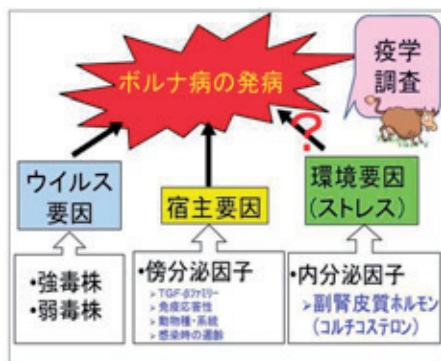 ボルナ病の発病
疫学
調査
?
ウイルス
要因
宿主要因
環境要因
(ストレス)
•強毒株
•弱毒株
•傍分泌因子
➢TGF-βファミリー
➢免疫応答性
➢動物種・系統
➢感染時の週齢
•内分泌因子
➢副腎皮質ホルモン
(コルチコステロン)